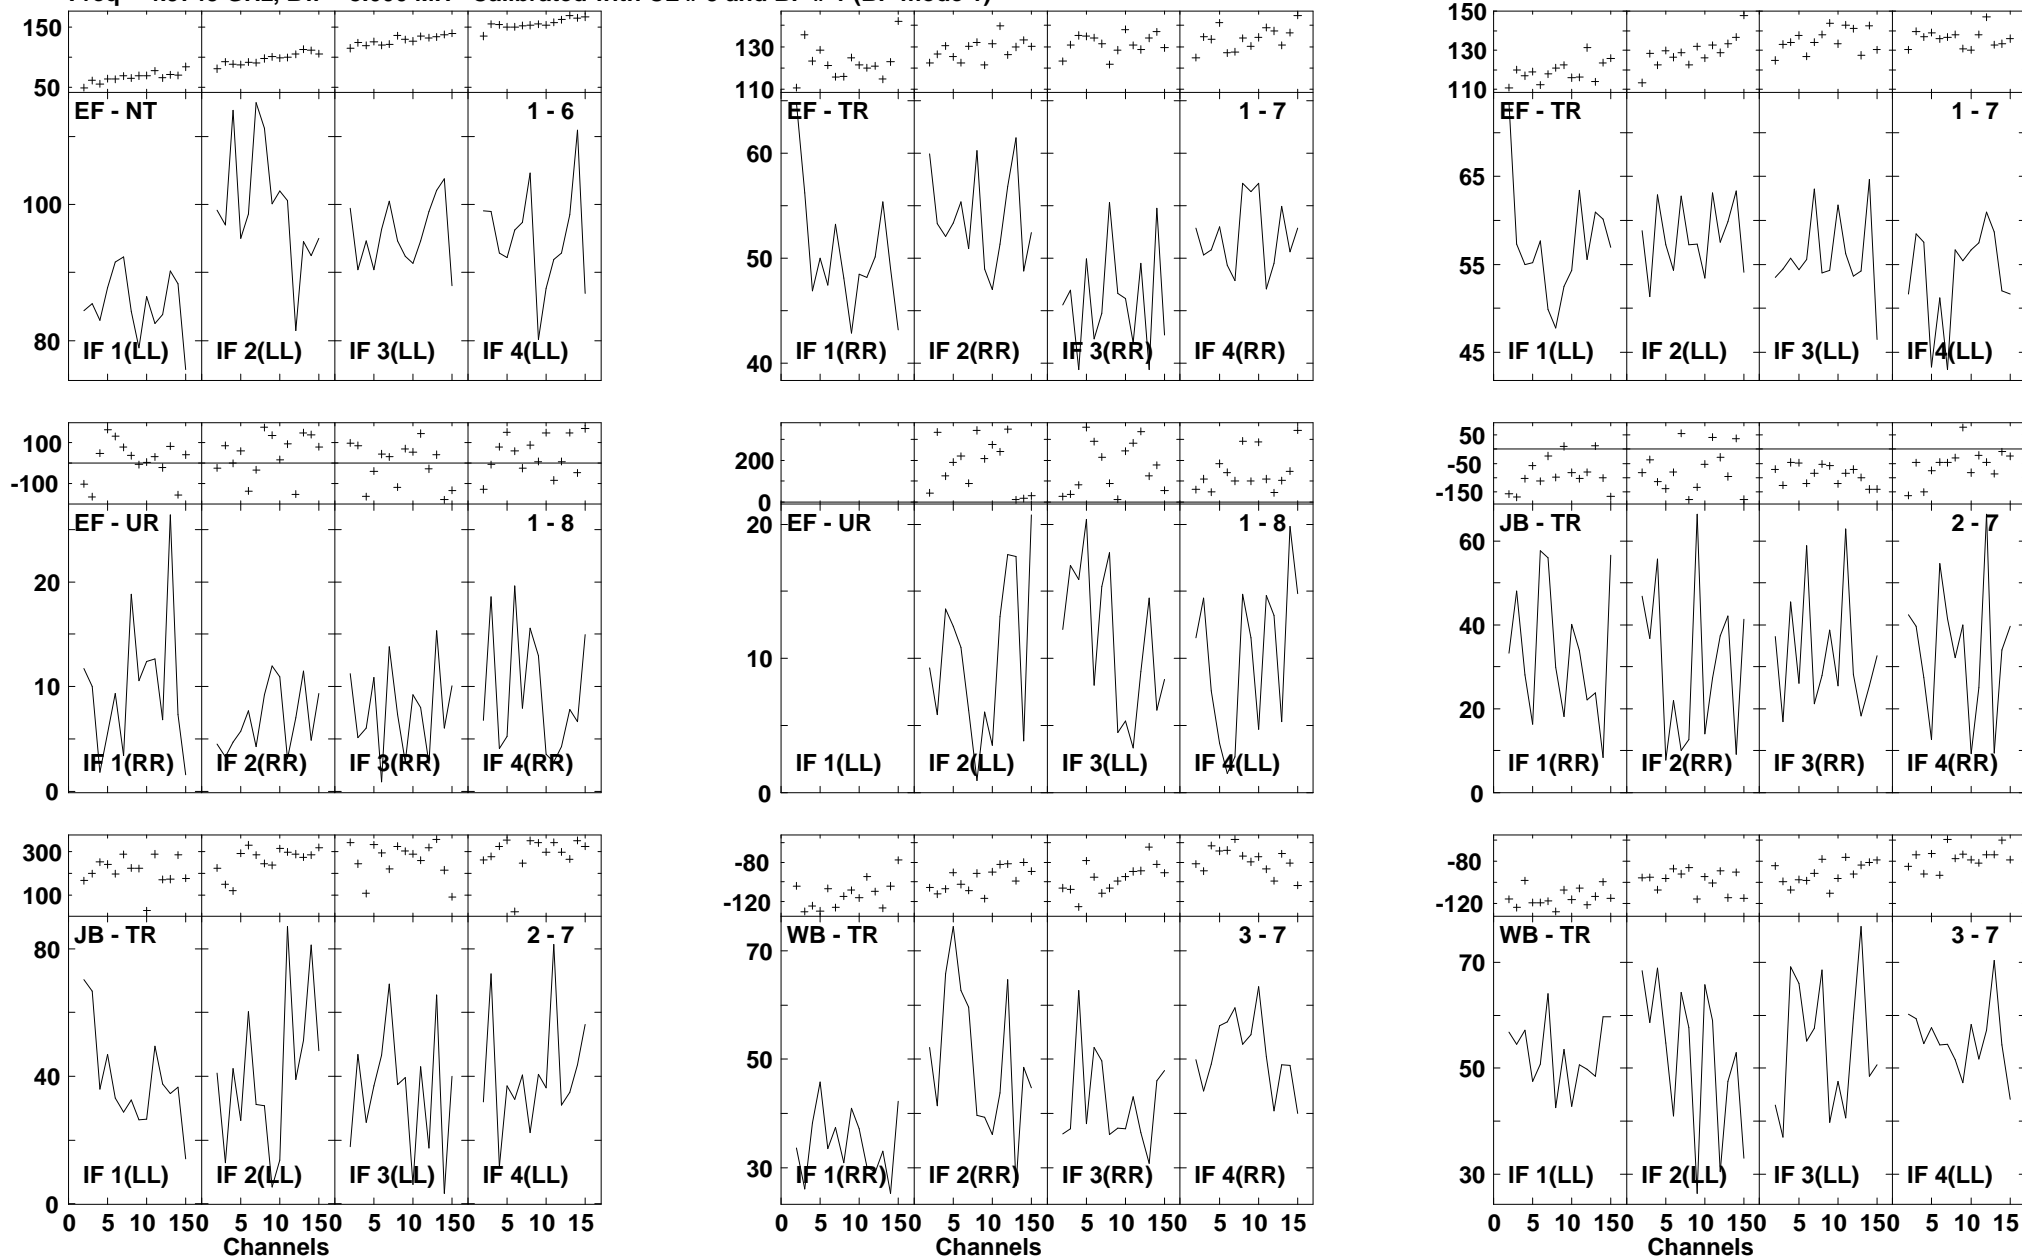 150
50
EF - NT
1 - 6
100
80
IF 1(LL) IF 2(LL) IF 3(LL) IF 4(LL)
130
110
EF - TR
1 - 7
60
50
40
IF 1(RR) IF 2(RR) IF 3(RR) IF 4(RR)
150
130
110
EF - TR
1 - 7
65
55
45
IF 1(LL) IF 2(LL) IF 3(LL) IF 4(LL)
100
-100
EF - UR
1 - 8
20
10
0
IF 1(RR) IF 2(RR) IF 3(RR) IF 4(RR)
200
0
EF - UR
1 - 8
20
10
0
IF 1(LL) IF 2(LL) IF 3(LL) IF 4(LL)
50
-50
-150
JB - TR
2 - 7
60
40
20
0
IF 1(RR) IF 2(RR) IF 3(RR) IF 4(RR)
300
100
JB - TR
2 - 7
80
40
0
IF 1(LL) IF 2(LL) IF 3(LL) IF 4(LL)
0 5 10 150 5 10 150 5 10 150 5 10 15
Channels
-80
-120
WB - TR
3 - 7
70
50
30
IF 1(RR) IF 2(RR) IF 3(RR) IF 4(RR)
0 5 10 150 5 10 150 5 10 150 5 10 15
Channels
-80
-120
WB - TR
3 - 7
70
50
30
IF 1(LL) IF 2(LL) IF 3(LL) IF 4(LL)
0 5 10 150 5 10 150 5 10 150 5 10 15
Channels